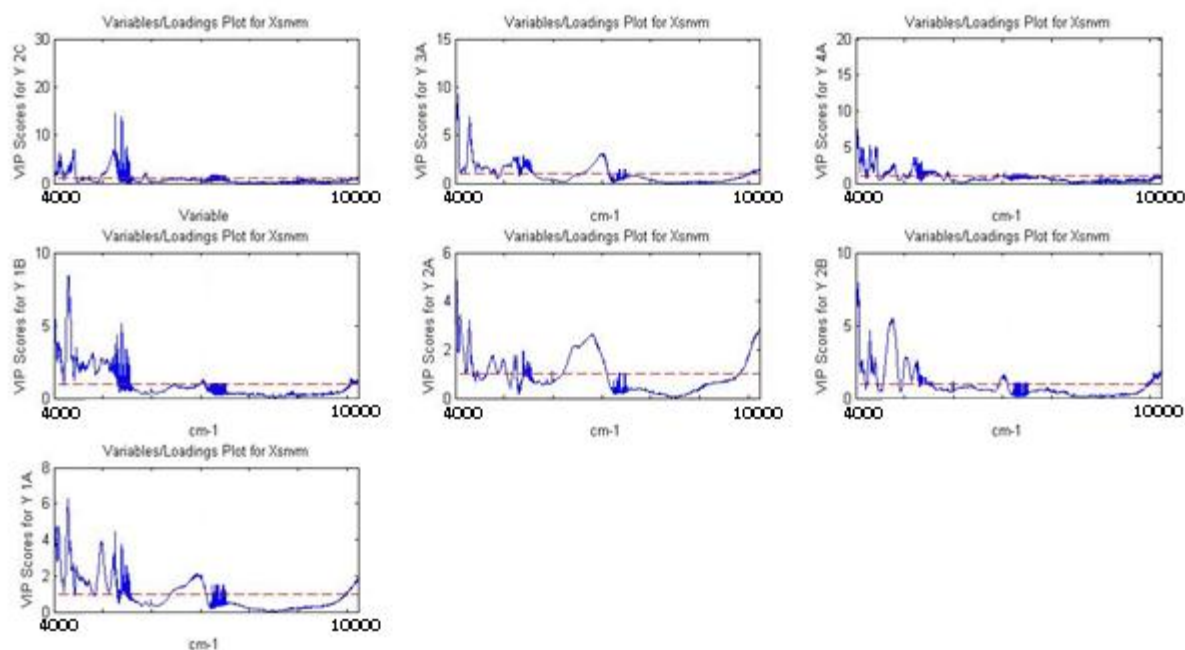 Variables/Loadings Plot for Xsnvm
VIP Scores for Y 2C
30
20
10
0
4000
10000
Variable
Variables/Loadings Plot for Xsnvm
VIP Scores for Y 3A
15
10
5
0
4000
10000
cm-1
Variables/Loadings Plot for Xsnvm
VIP Scores for Y 4A
20
15
10
5
0
4000
10000
cm-1
Variables/Loadings Plot for Xsnvm
VIP Scores for Y 1B
10
5
0
4000
10000
cm-1
Variables/Loadings Plot for Xsnvm
VIP Scores for Y 2A
6
4
2
0
4000
10000
cm-1
Variables/Loadings Plot for Xsnvm
VIP Scores for Y 2B
10
5
0
4000
10000
cm-1
Variables/Loadings Plot for Xsnvm
VIP Scores for Y 1A
8
6
4
2
0
4000
10000
cm-1